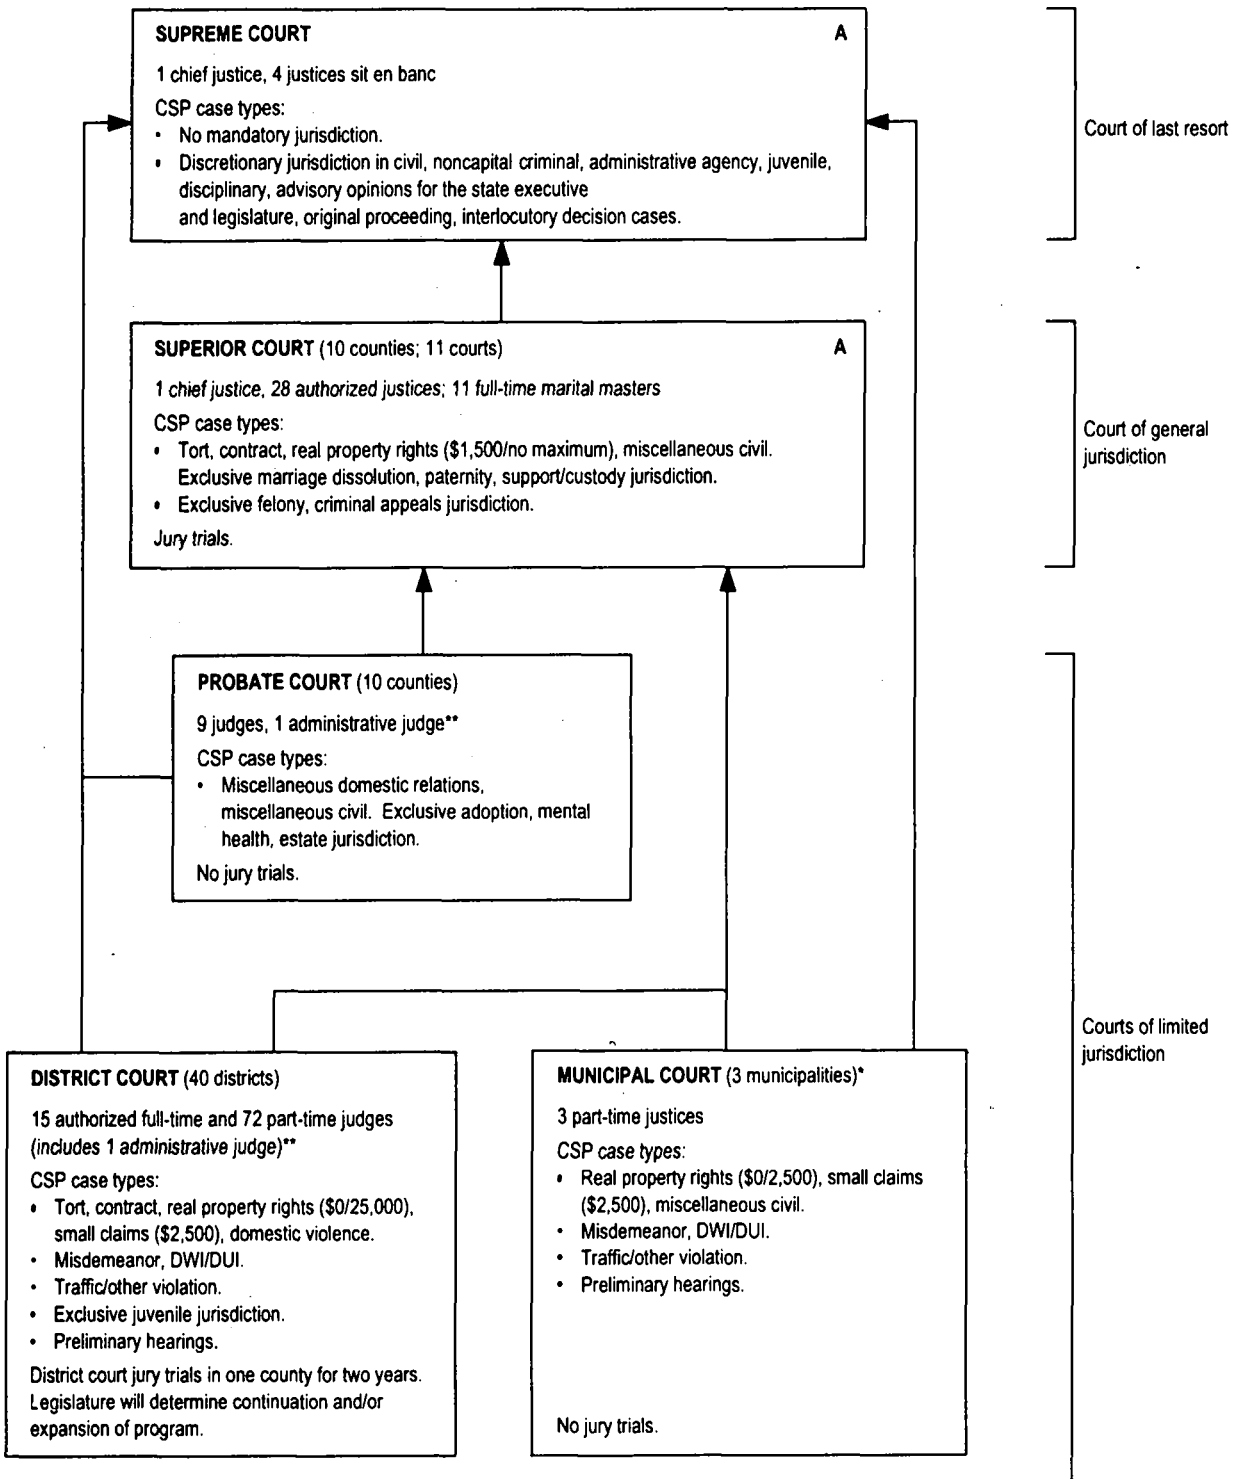 SUPREME COURT A
1 chief justice, 4 justices sit en banc
CSP case types:
• No mandatory jurisdiction.
• Discretionary jurisdiction in civil, noncapital criminal, administrative agency, juvenile,
disciplinary, advisory opinions for the state executive
and legislature, original proceeding, interlocutory decision cases.
Court of last resort
SUPERIOR COURT (10 counties; 11 courts) A
1 chief justice, 28 authorized justices; 11 full-time marital masters
CSP case types:
• Tort, contract, real property rights ($1,500/no maximum), miscellaneous civil.
Exclusive marriage dissolution, paternity, support/custody jurisdiction.
• Exclusive felony, criminal appeals jurisdiction.
Jury trials.
Court of general
jurisdiction
PROBATE COURT (10 counties)
9 judges, 1 administrative judge**
CSP case types:
• Miscellaneous domestic relations,
miscellaneous civil. Exclusive adoption, mental
health, estate jurisdiction.
No jury trials.
DISTRICT COURT (40 districts)
15 authorized full-time and 72 part-time judges
(includes 1 administrative judge)**
CSP case types:
• Tort, contract, real property rights ($0/25,000),
small claims ($2,500), domestic violence.
• Misdemeanor, DWI/DUI.
• Traffic/other violation.
• Exclusive juvenile jurisdiction.
• Preliminary hearings.
District court jury trials in one county for two years.
Legislature will determine continuation and/or
expansion of program.
MUNICIPAL COURT (3 municipalities)*
3 part-time justices
CSP case types:
• Real property rights ($0/2,500), small claims
($2,500), miscellaneous civil.
• Misdemeanor, DWI/DUI.
• Traffic/other violation.
• Preliminary hearings.
No jury trials.
Courts of limited
jurisdiction